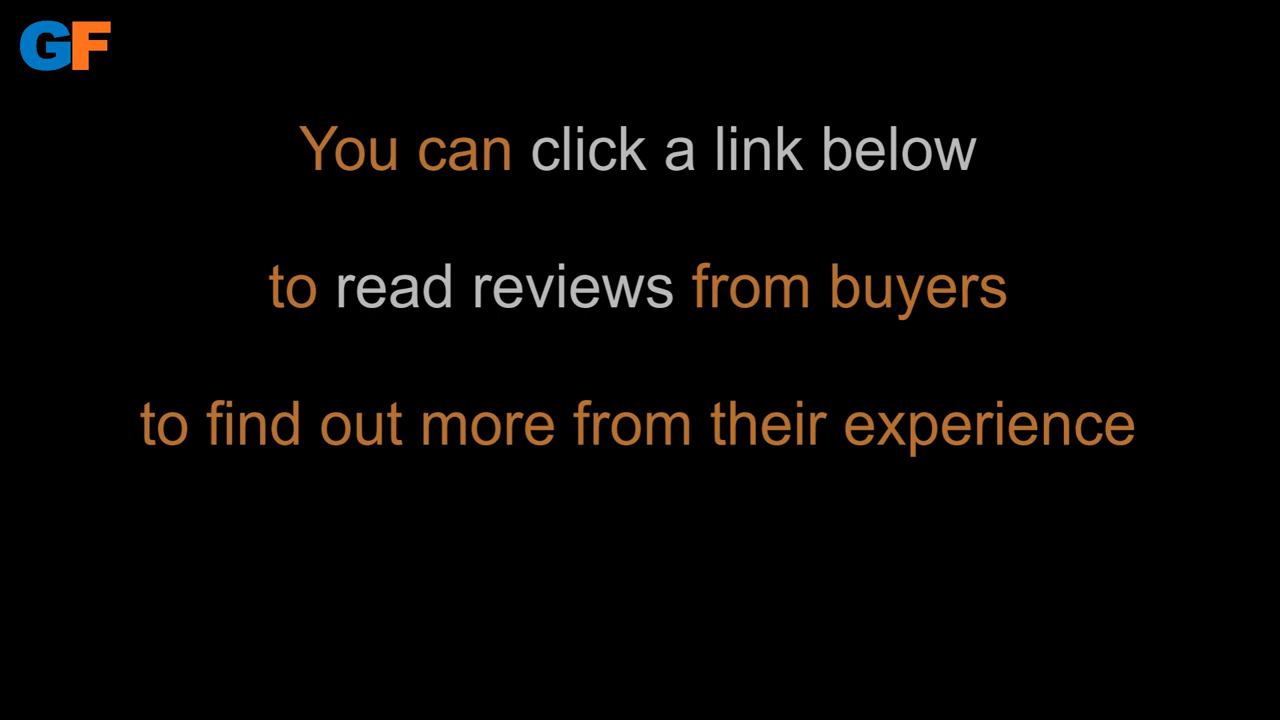 GF
You can click a link below
to read reviews from buyers
to find out more from their experience